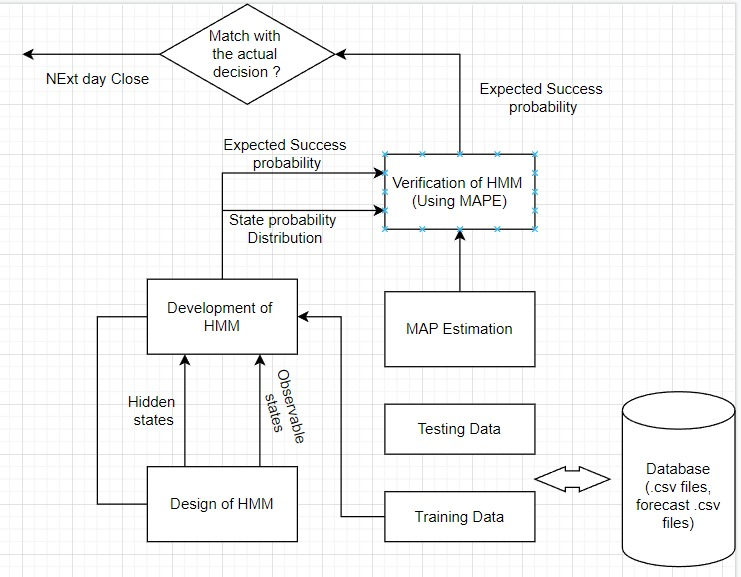 Match with
the actual
decision ?
NExt day Close
Expected Success
probability
Expected Success
probability
Verification of HMM
(Using MAPE)
State probability
Distribution
Development of
HMM
MAP Estimation
Hidden
states
Observable
states
Testing Data
Database
(.csv files,
forecast .csv
files)
Design of HMM
Training Data